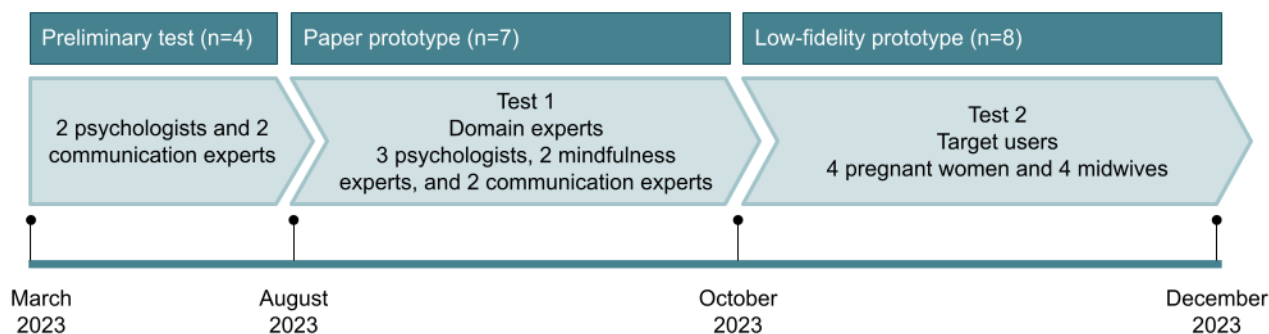 Preliminary test (n=4)
Paper prototype (n=7)
Low-fidelity prototype (n=8)
2 psychologists and 2
communication experts
Test 1
Domain experts
3 psychologists, 2 mindfulness
experts, and 2 communication experts
Test 2
Target users
4 pregnant women and 4 midwives
March
2023
August
2023
October
2023
December
2023